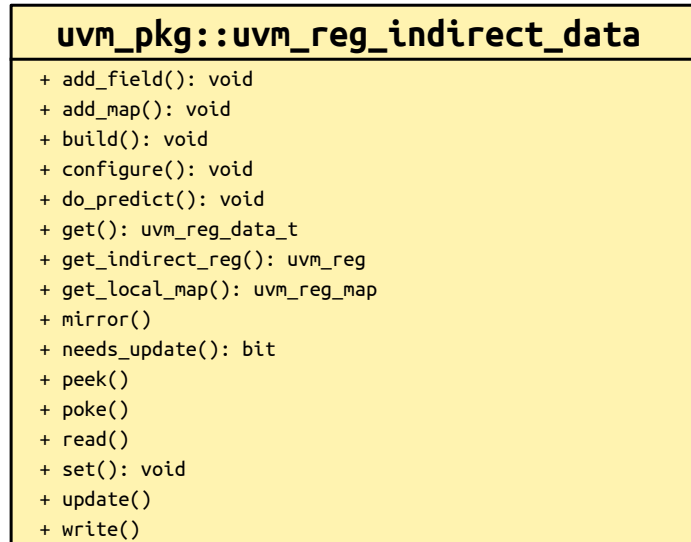 uvm_pkg::uvm_reg_indirect_data
+ add_field(): void
+ add_map(): void
+ build(): void
+ configure(): void
+ do_predict(): void
+ get(): uvm_reg_data_t
+ get_indirect_reg(): uvm_reg
+ get_local_map(): uvm_reg_map
+ mirror()
+ needs_update(): bit
+ peek()
+ poke()
+ read()
+ set(): void
+ update()
+ write()